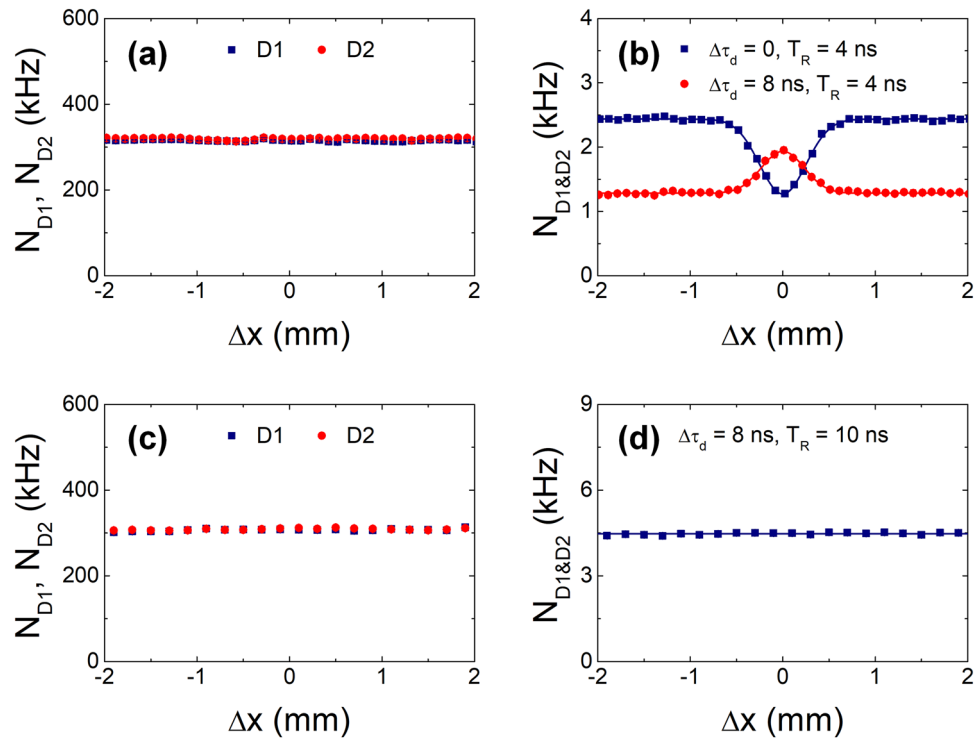 (a) D1 D2
N_D1, N_D2 (kHz)
600
400
200
0
-2 -1 0 1 2
Δx (mm)
(b) Δτ_d = 0, T_R = 4 ns
Δτ_d = 8 ns, T_R = 4 ns
N_D1&D2 (kHz)
4
3
2
1
0
-2 -1 0 1 2
Δx (mm)
(c) D1 D2
N_D1, N_D2 (kHz)
600
400
200
0
-2 -1 0 1 2
Δx (mm)
(d) Δτ_d = 8 ns, T_R = 10 ns
N_D1&D2 (kHz)
9
6
3
0
-2 -1 0 1 2
Δx (mm)